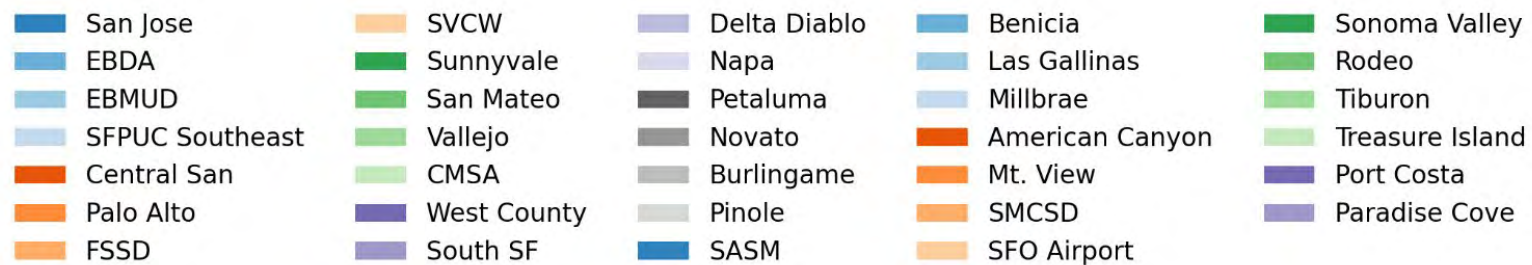 San Jose
EBDA
EBMUD
SFPUC Southeast
Central San
Palo Alto
FSSD
SVCW
Sunnyvale
San Mateo
Vallejo
CMSA
West County
South SF
Delta Diablo
Napa
Petaluma
Novato
Burlingame
Pinole
SASM
Benicia
Las Gallinas
Millbrae
American Canyon
Mt. View
SMCSD
SFO Airport
Sonoma Valley
Rodeo
Tiburon
Treasure Island
Port Costa
Paradise Cove